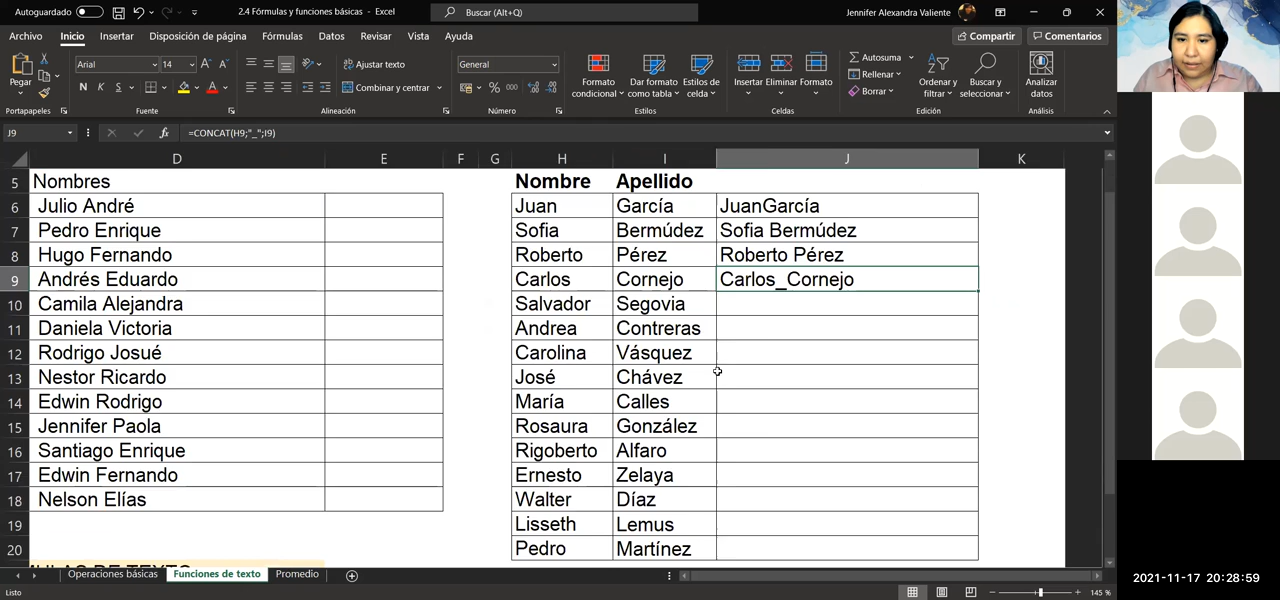 Autoguardado
2.4 Fórmulas y funciones básicas - Excel
Buscar (Alt+Q)
Jennifer Alexandra Valiente
Archivo Inicio Insertar Disposición de página Fórmulas Datos Revisar Vista Ayuda
Compartir Comentarios
Pegar
Arial 14
N K S
Ajustar texto
Combinar y centrar
General
% 000
Formato condicional
Dar formato como tabla
Estilos de celda
Insertar Eliminar Formato
Autosuma
Rellenar
Borrar
Ordenar y filtrar
Buscar y seleccionar
Analizar datos
Portapapeles Fuente Alineación Número Estilos Celdas Edición Análisis
J9 fx =CONCAT(H9;"_";I9)
D E F G H I J K
5 Nombres Nombre Apellido
6 Julio André Juan García JuanGarcía
7 Pedro Enrique Sofia Bermúdez Sofia Bermúdez
8 Hugo Fernando Roberto Pérez Roberto Pérez
9 Andrés Eduardo Carlos Cornejo Carlos_Cornejo
10 Camila Alejandra Salvador Segovia
11 Daniela Victoria Andrea Contreras
12 Rodrigo Josué Carolina Vásquez
13 Nestor Ricardo José Chávez
14 Edwin Rodrigo María Calles
15 Jennifer Paola Rosaura González
16 Santiago Enrique Rigoberto Alfaro
17 Edwin Fernando Ernesto Zelaya
18 Nelson Elías Walter Díaz
19 Lisseth Lemus
20 Pedro Martínez
Operaciones básicas Funciones de texto Promedio
Listo
145 %
2021-11-17 20:28:59